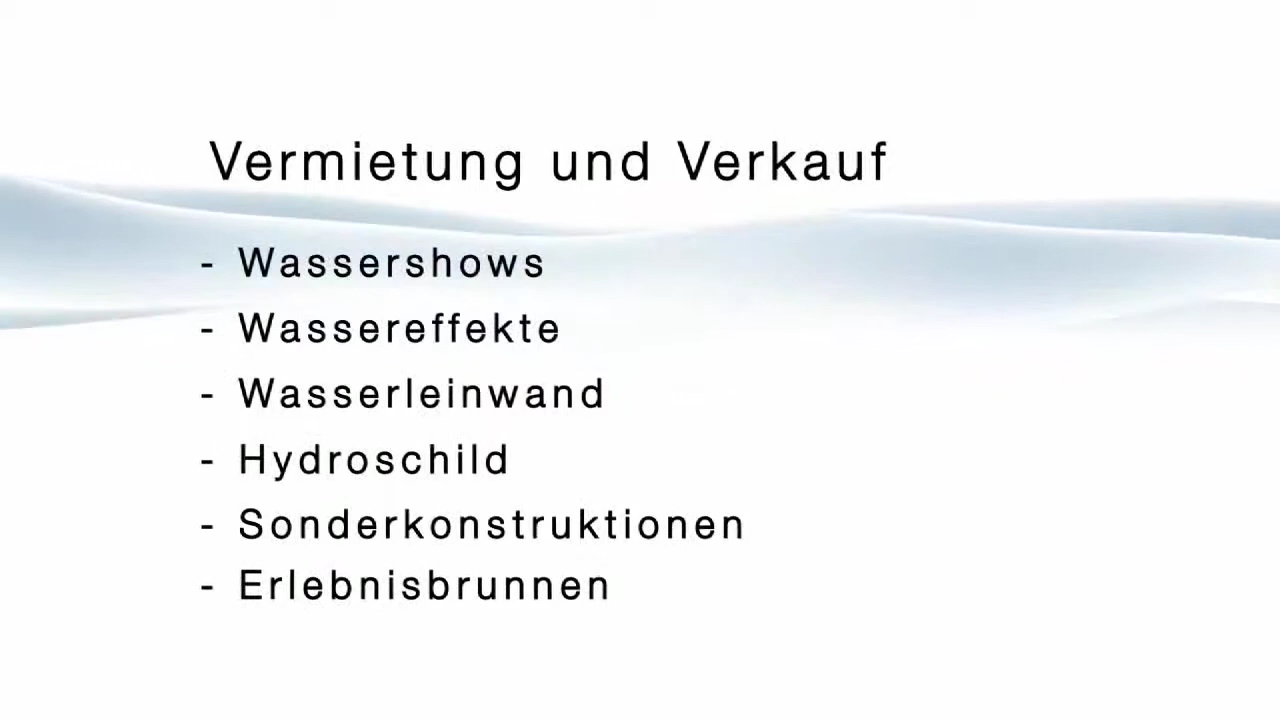 Vermietung und Verkauf
- Wassershows
- Wassereffekte
- Wasserleinwand
- Hydroschild
- Sonderkonstruktionen
- Erlebnisbrunnen